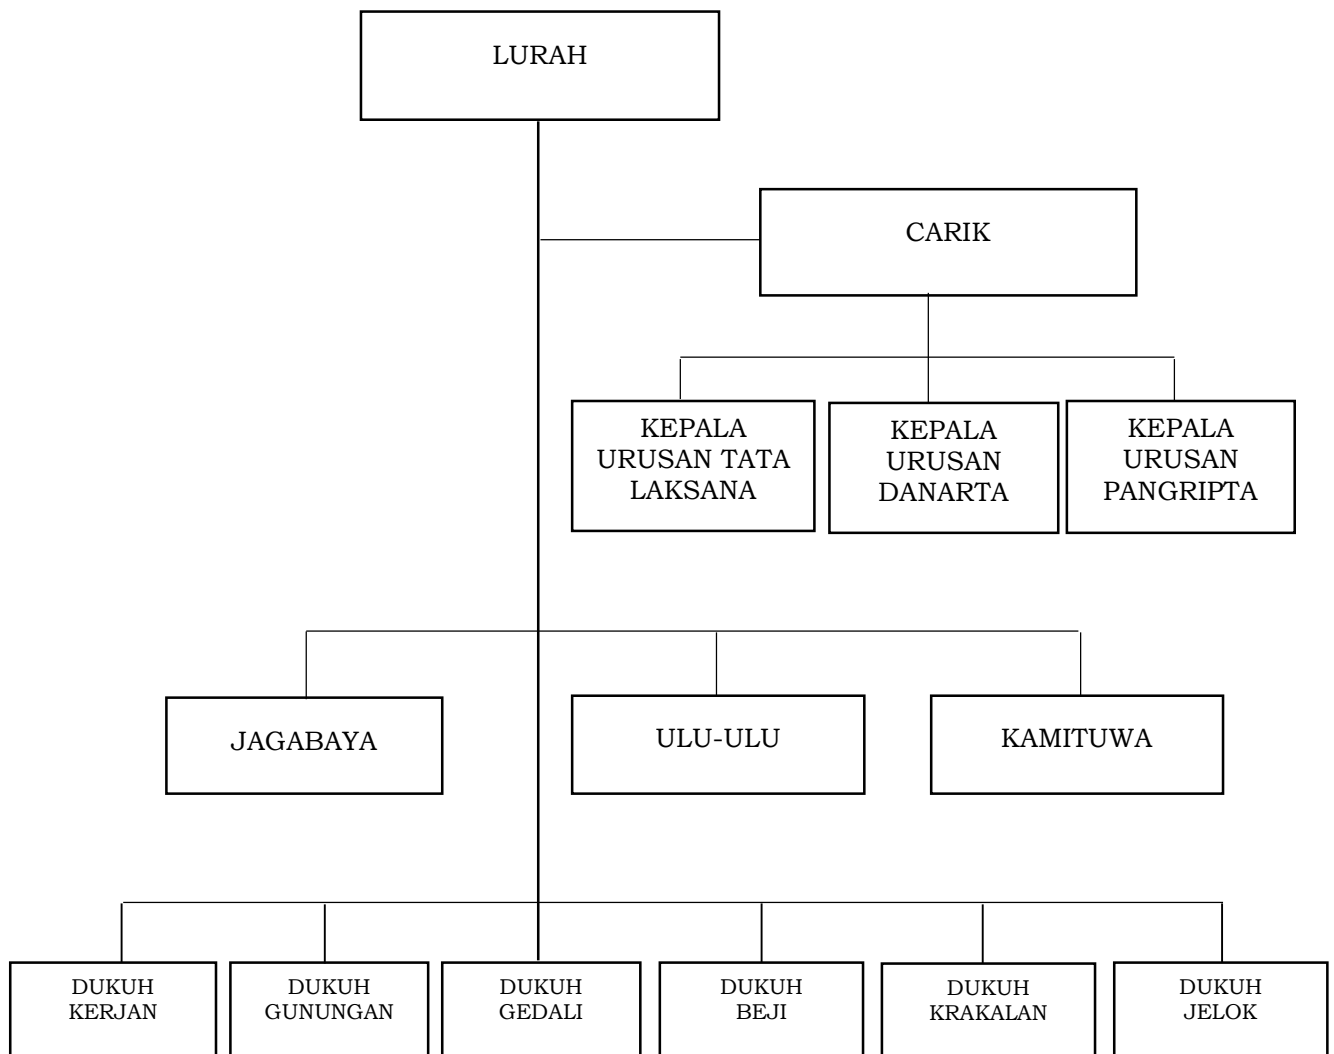 LURAH
CARIK
KEPALA
URUSAN TATA
LAKSANA
KEPALA
URUSAN
DANARTA
KEPALA
URUSAN
PANGRIPTA
JAGABAYA
ULU-ULU
KAMITUWA
DUKUH
KERJAN
DUKUH
GUNUNGAN
DUKUH
GEDALI
DUKUH
BEJI
DUKUH
KRAKALAN
DUKUH
JELOK